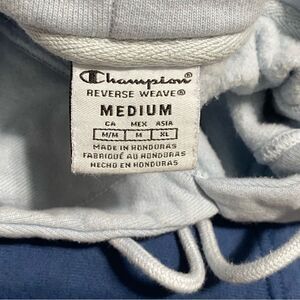 Champion®
REVERSE WEAVE®
MEDIUM
CA MEX ASIA
M/M M XL
MADE IN HONDURAS
FABRIQUÉ AU HONDURAS
HECHO EN HONDURAS